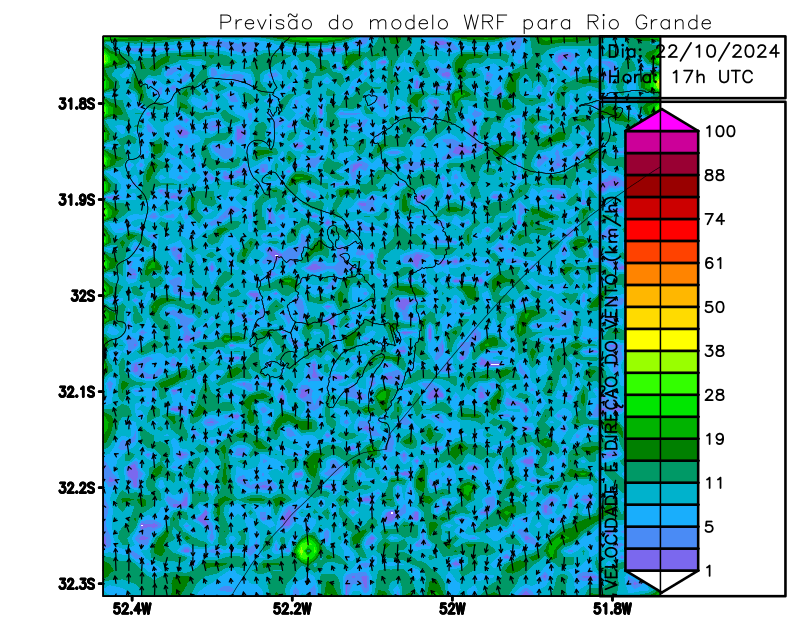 Previsão do modelo WRF para Rio Grande
Dia: 22/10/2024
Hora: 17h UTC
31.8S
31.9S
32S
32.1S
32.2S
32.3S
52.4W
52.2W
52W
51.8W
VELOCIDADE E DIREÇÃO DO VENTO (km/h)
100
88
74
61
50
38
28
19
11
5
1